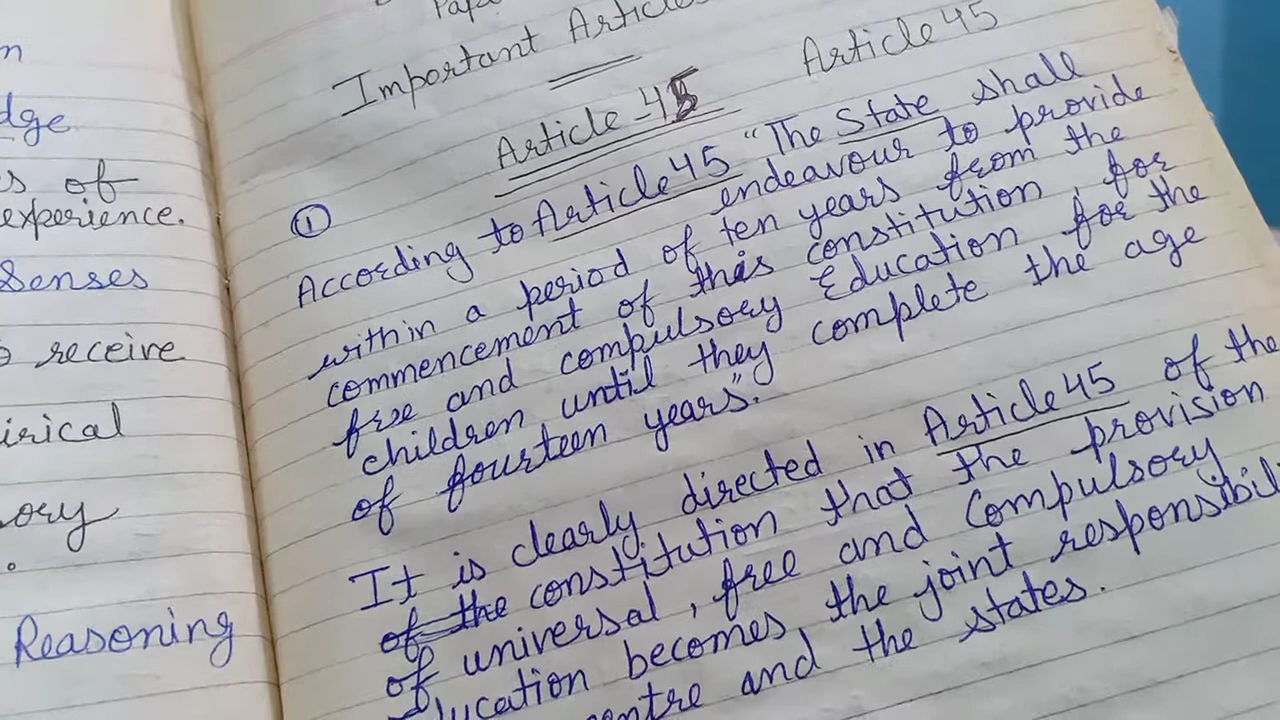 n
dge
s of
experience.
Senses
receive
irical
ory
.
Reasoning
Important Articles
Article 45
Article-45
①
According to Article 45 "The State shall
endeavour to provide
within a period of ten years from the
commencement of this constitution, for
free and compulsory Education for the
children until they complete the age
of fourteen years".
It is clearly directed in Article 45 of the
of the constitution that the provision
of universal, free and compulsory
ducation becomes, the joint responsibili
entre and the states.